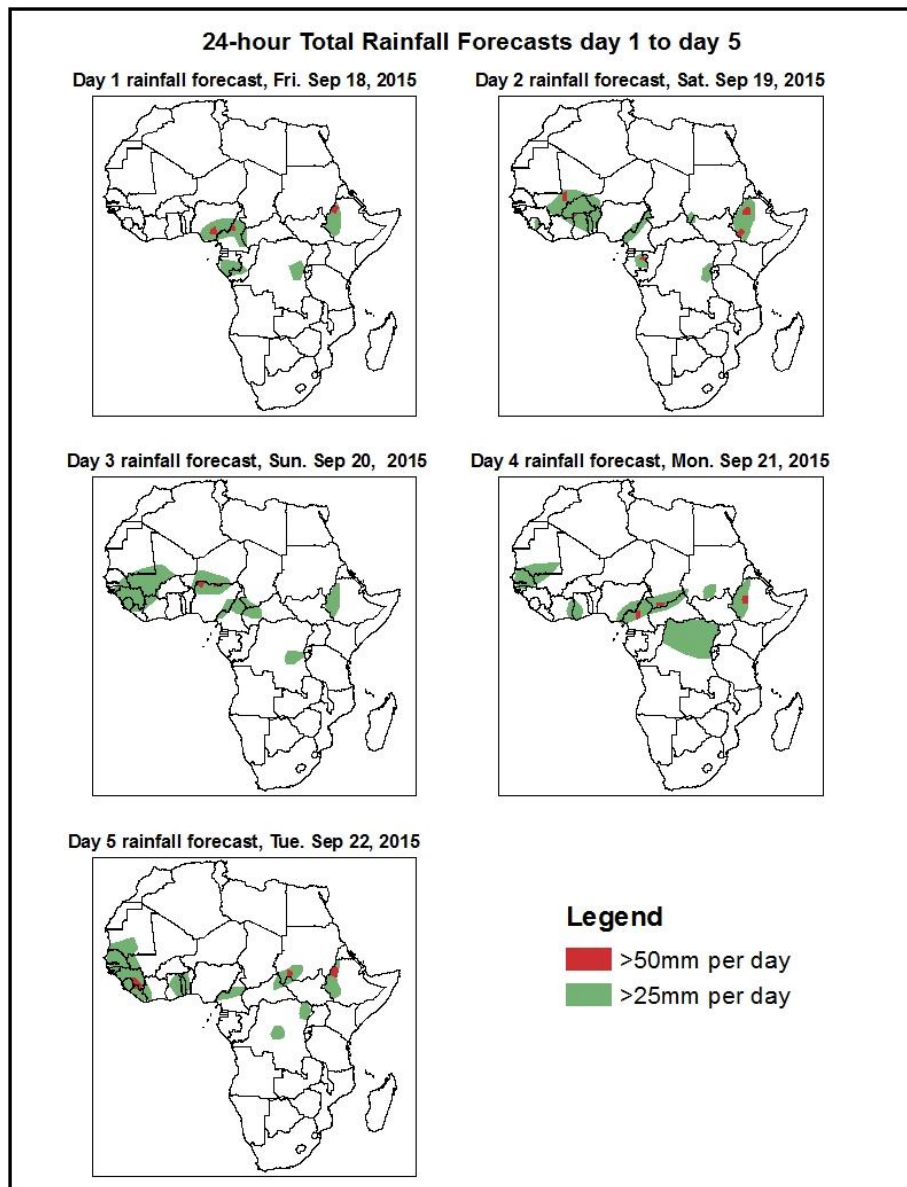 24-hour Total Rainfall Forecasts day 1 to day 5
Day 1 rainfall forecast, Fri. Sep 18, 2015
Day 2 rainfall forecast, Sat. Sep 19, 2015
Day 3 rainfall forecast, Sun. Sep 20, 2015
Day 4 rainfall forecast, Mon. Sep 21, 2015
Day 5 rainfall forecast, Tue. Sep 22, 2015
Legend
>50mm per day
>25mm per day